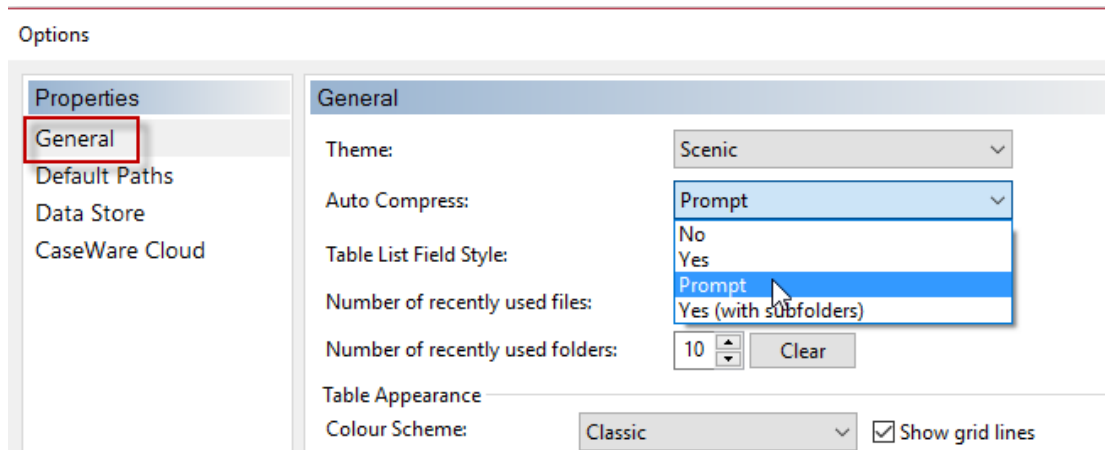 Options
Properties
General
Default Paths
Data Store
CaseWare Cloud
General
Theme:
Scenic
Auto Compress:
Prompt
No
Yes
Prompt
Yes (with subfolders)
Table List Field Style:
Number of recently used files:
Number of recently used folders:
10
Clear
Table Appearance
Colour Scheme:
Classic
Show grid lines